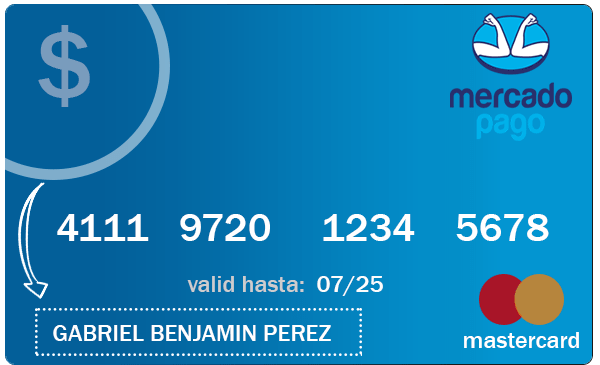 $
mercado
pago
4111 9720 1234 5678
valid hasta: 07/25
GABRIEL BENJAMIN PEREZ
mastercard